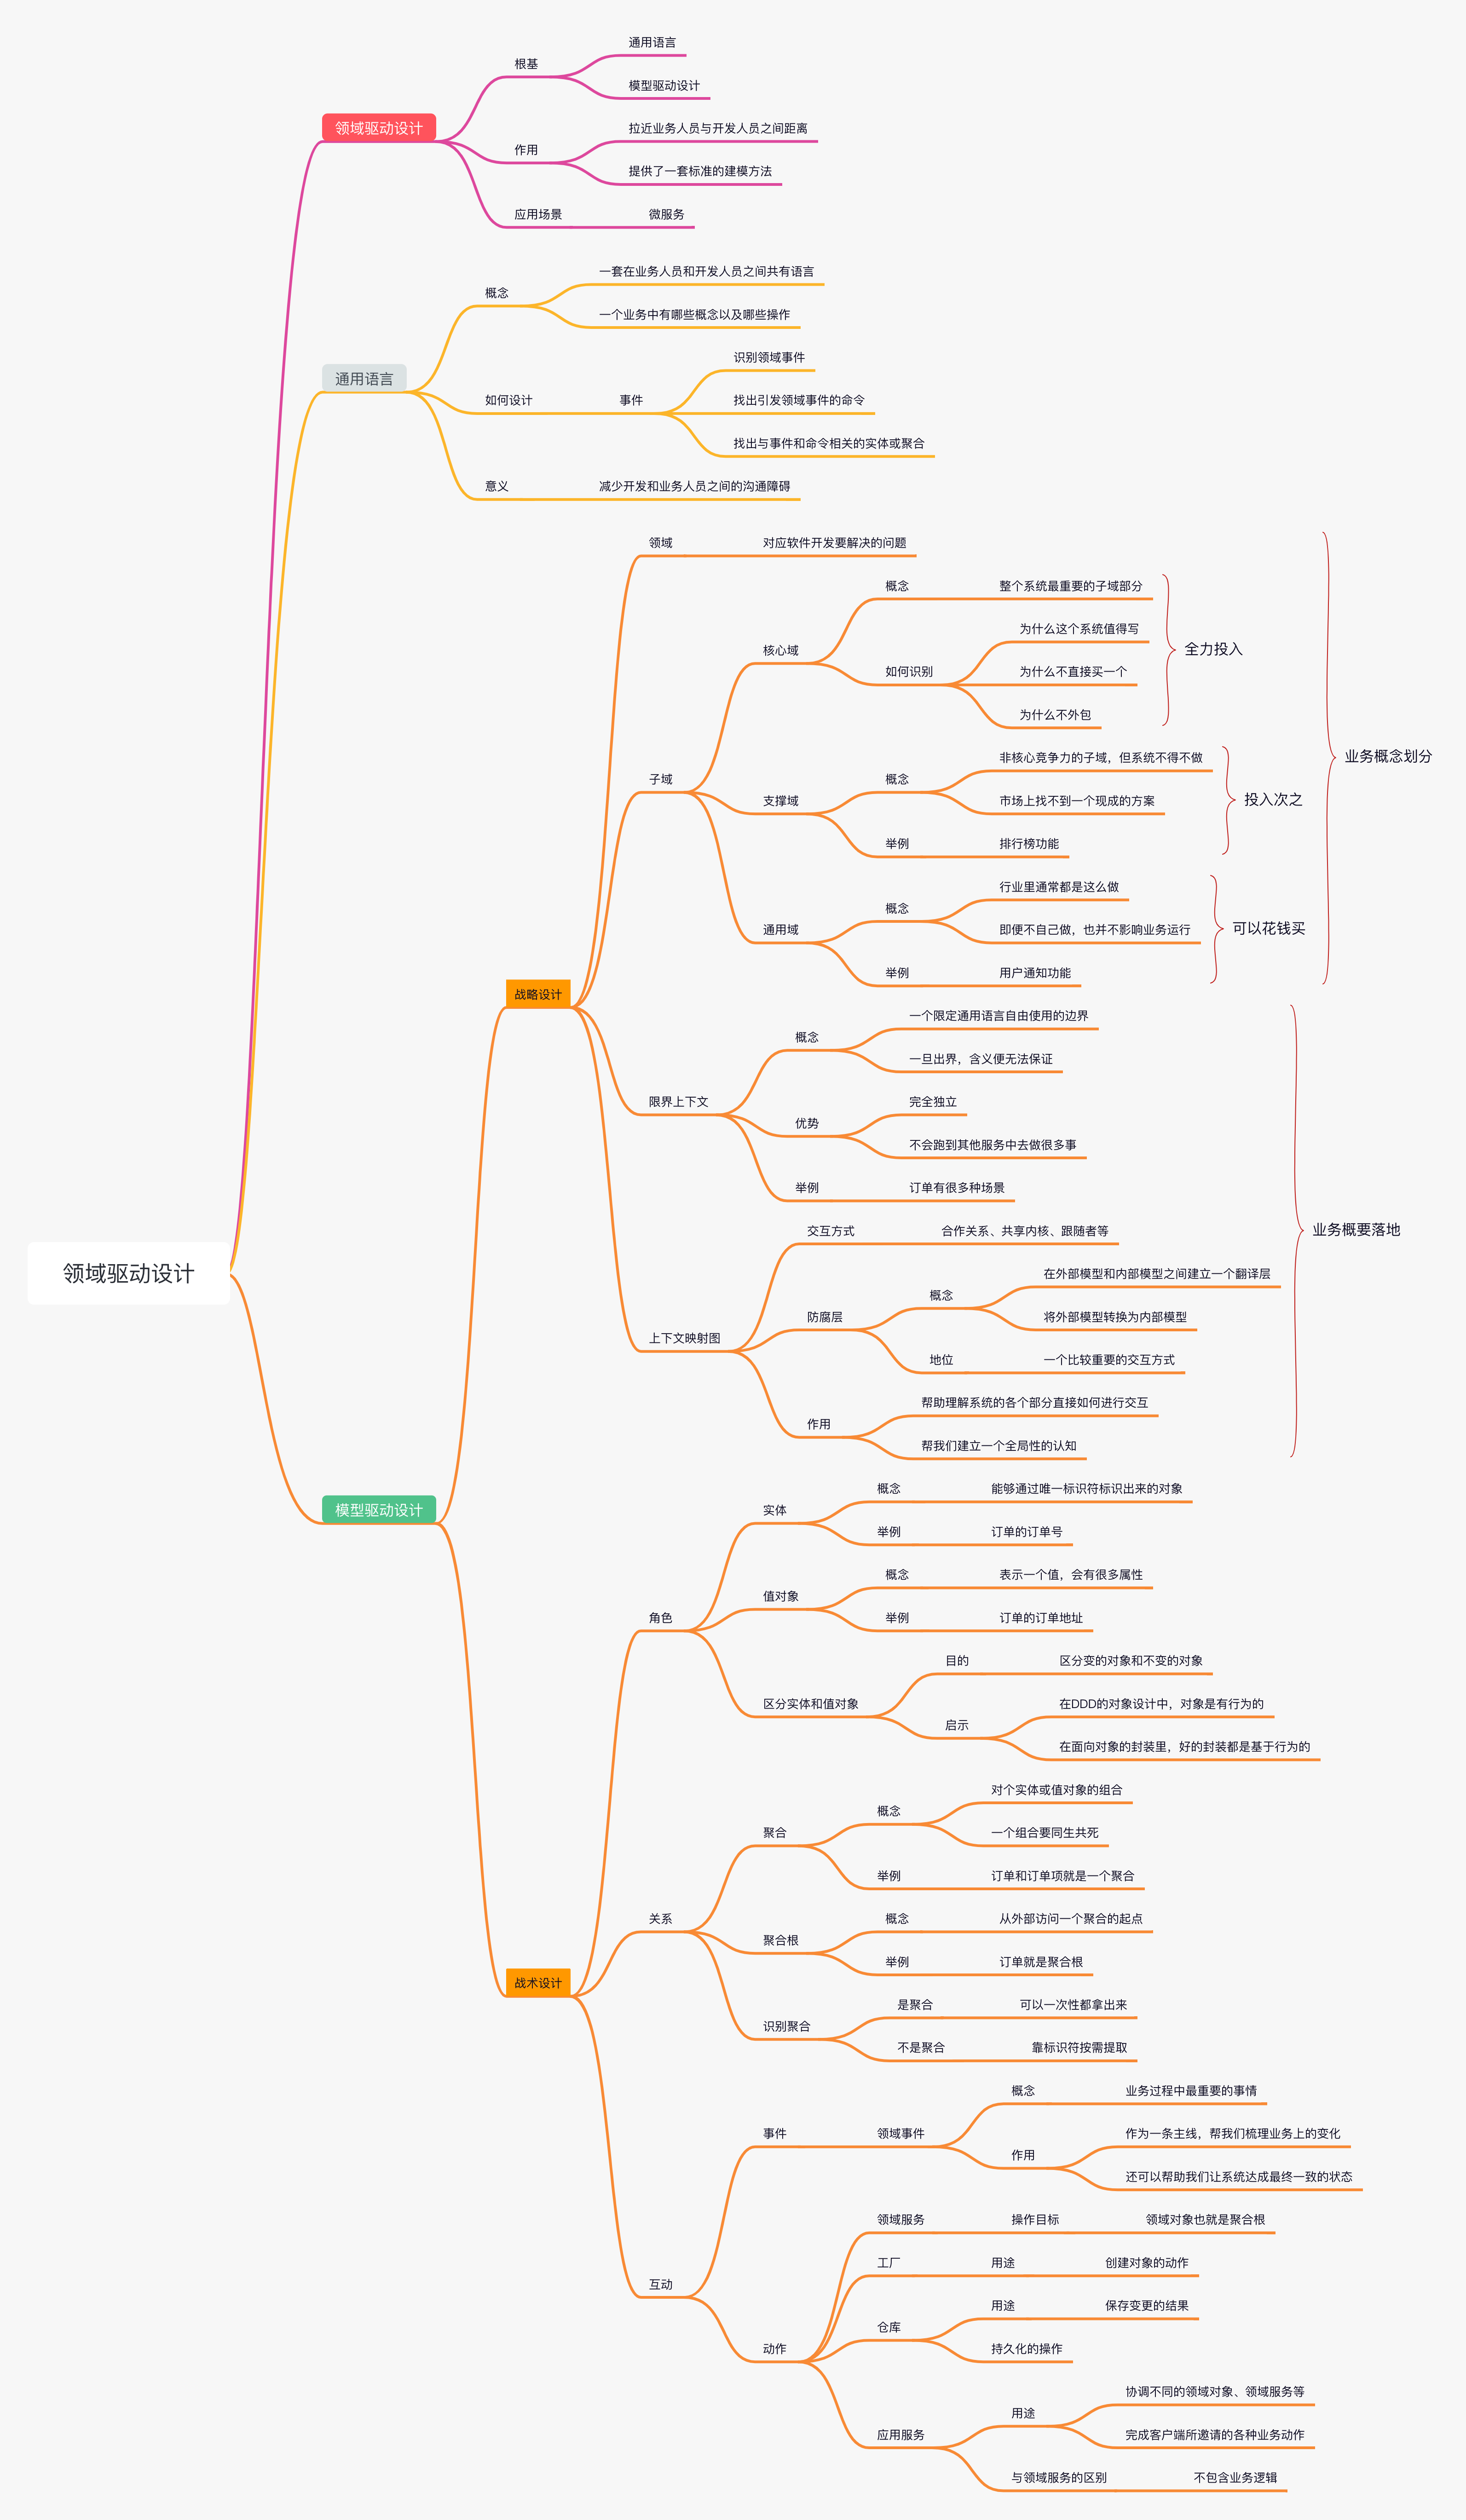 领域驱动设计
领域驱动设计
根基
通用语言
模型驱动设计
作用
拉近业务人员与开发人员之间距离
提供了一套标准的建模方法
应用场景
微服务
通用语言
概念
一套在业务人员和开发人员之间共有语言
一个业务中有哪些概念以及哪些操作
如何设计
事件
识别领域事件
找出引发领域事件的命令
找出与事件和命令相关的实体或聚合
意义
减少开发和业务人员之间的沟通障碍
模型驱动设计
战略设计
领域
对应软件开发要解决的问题
子域
核心域
概念
整个系统最重要的子域部分
如何识别
为什么这个系统值得写
为什么不直接买一个
为什么不外包
全力投入
支撑域
概念
非核心竞争力的子域，但系统不得不做
市场上找不到一个现成的方案
举例
排行榜功能
投入次之
通用域
概念
行业里通常都是这么做
即便不自己做，也并不影响业务运行
举例
用户通知功能
可以花钱买
业务概念划分
限界上下文
概念
一个限定通用语言自由使用的边界
一旦出界，含义便无法保证
优势
完全独立
不会跑到其他服务中去做很多事
举例
订单有很多种场景
上下文映射图
交互方式
合作关系、共享内核、跟随者等
防腐层
概念
在外部模型和内部模型之间建立一个翻译层
将外部模型转换为内部模型
地位
一个比较重要的交互方式
作用
帮助理解系统的各个部分直接如何进行交互
帮我们建立一个全局性的认知
业务概要落地
战术设计
角色
实体
概念
能够通过唯一标识符标识出来的对象
举例
订单的订单号
值对象
概念
表示一个值，会有很多属性
举例
订单的订单地址
区分实体和值对象
目的
区分变的对象和不变的对象
启示
在DDD的对象设计中，对象是有行为的
在面向对象的封装里，好的封装都是基于行为的
关系
聚合
概念
对个实体或值对象的组合
一个组合要同生共死
举例
订单和订单项就是一个聚合
聚合根
概念
从外部访问一个聚合的起点
举例
订单就是聚合根
识别聚合
是聚合
可以一次性都拿出来
不是聚合
靠标识符按需提取
互动
事件
领域事件
概念
业务过程中最重要的事情
作用
作为一条主线，帮我们梳理业务上的变化
还可以帮助我们让系统达成最终一致的状态
动作
领域服务
操作目标
领域对象也就是聚合根
工厂
用途
创建对象的动作
仓库
用途
保存变更的结果
持久化的操作
应用服务
用途
协调不同的领域对象、领域服务等
完成客户端所邀请的各种业务动作
与领域服务的区别
不包含业务逻辑